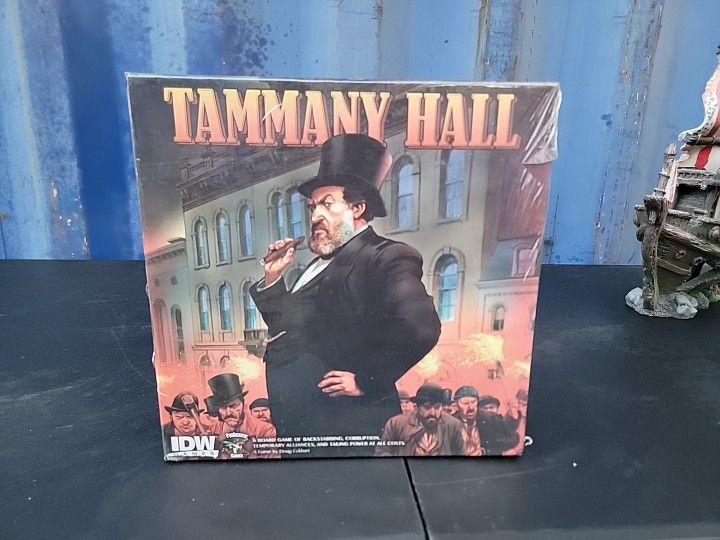 TAMMANY HALL
IDW
GAMES
A BOARD GAME OF BACKSTABBING, CORRUPTION,
TEMPORARY ALLIANCES, AND TAKING POWER AT ALL COSTS.
A Game by Doug Eckhart